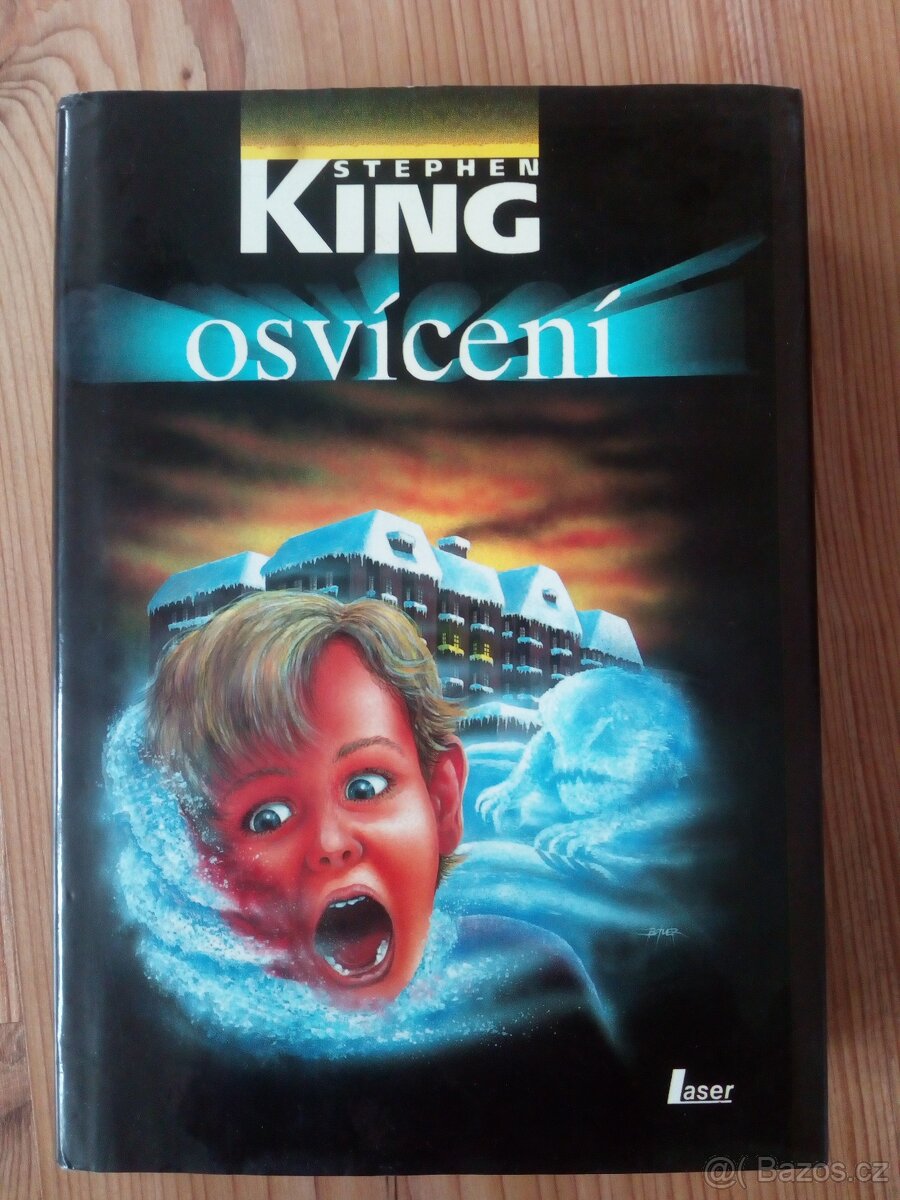 STEPHEN
KING
osvícení
laser
@( Bazos.cz